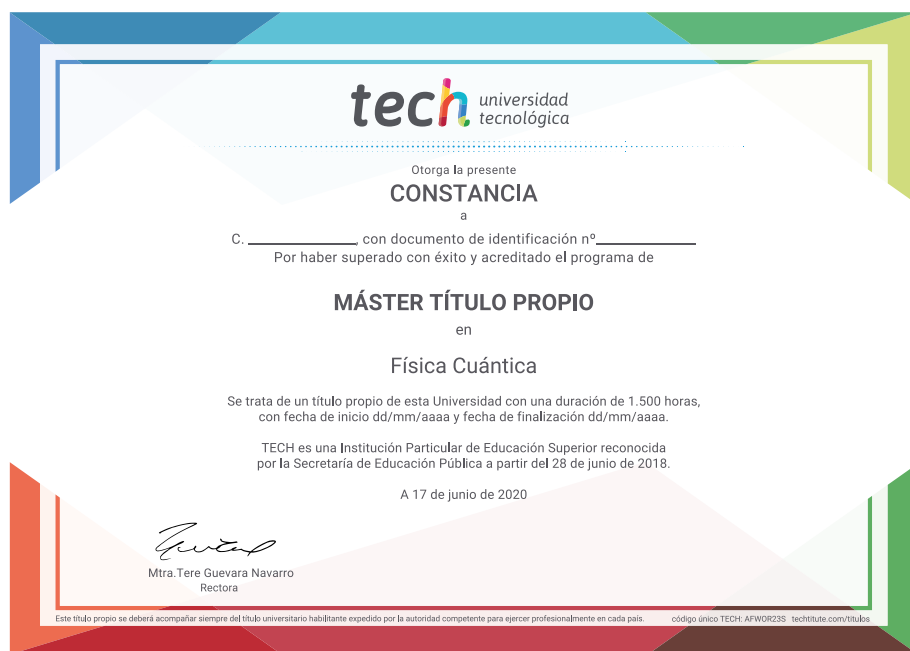 tech universidad
tecnológica
Otorga la presente
CONSTANCIA
a
C. ____________, con documento de identificación nº____________
Por haber superado con éxito y acreditado el programa de
MÁSTER TÍTULO PROPIO
en
Física Cuántica
Se trata de un título propio de esta Universidad con una duración de 1.500 horas,
con fecha de inicio dd/mm/aaaa y fecha de finalización dd/mm/aaaa.
TECH es una Institución Particular de Educación Superior reconocida
por la Secretaría de Educación Pública a partir del 28 de junio de 2018.
A 17 de junio de 2020
Mtra.Tere Guevara Navarro
Rectora
Este título propio se deberá acompañar siempre del título universitario habilitante expedido por la autoridad competente para ejercer profesionalmente en cada país. código único TECH: AFWOR23S techtitute.com/titulos